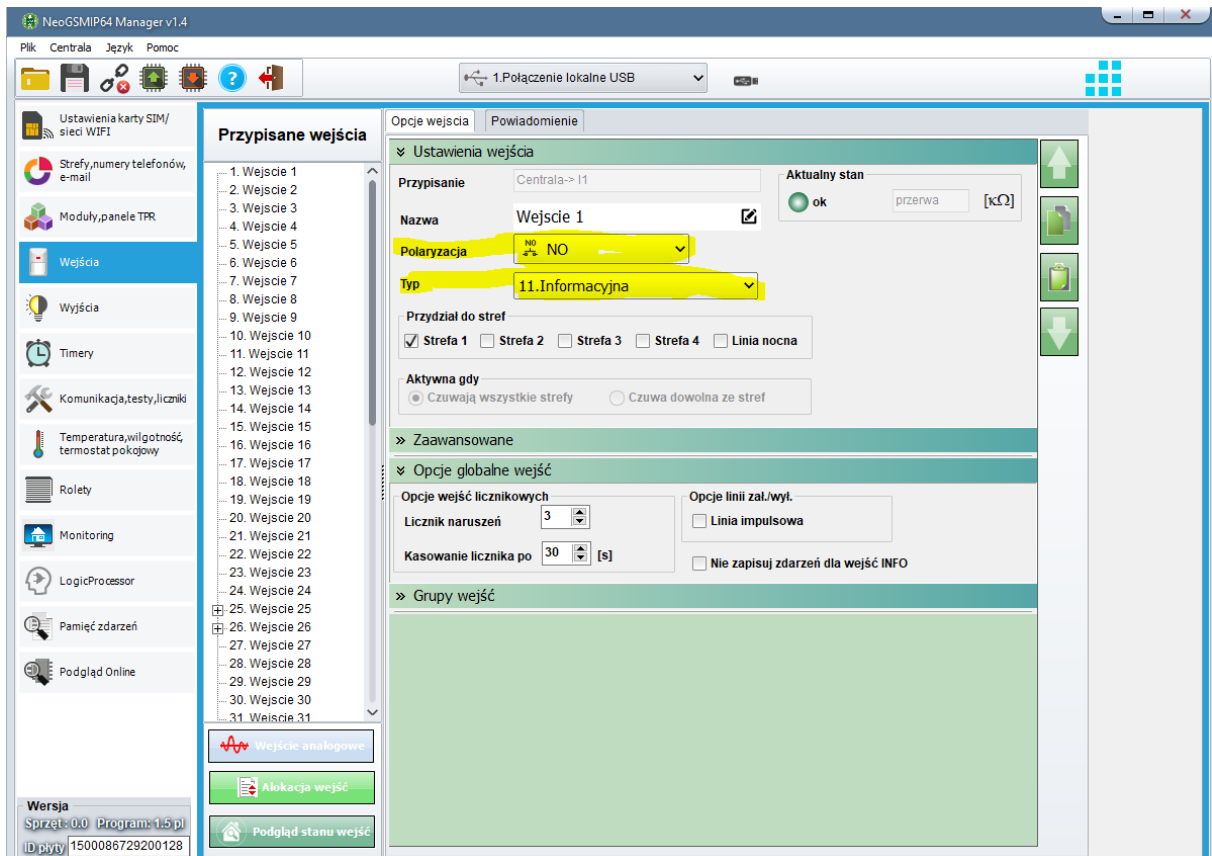 NeoGSMIP64 Manager v1.4
Plik Centrala Język Pomoc
1.Połączenie lokalne USB
Ustawienia karty SIM/
sieci WIFI
Strefy,numery telefonów,
e-mail
Moduły,panele TPR
Wejścia
Wyjścia
Timery
Komunikacja,testy,liczniki
Temperatura,wilgotność,
termostat pokojowy
Rolety
Monitoring
LogicProcessor
Pamięć zdarzeń
Podgląd Online
Wersja
Sprzęt: 0.0 Program: 1.5 pl
ID płyty 1500086729200128
Przypisane wejścia
1. Wejscie 1
2. Wejscie 2
3. Wejscie 3
4. Wejscie 4
5. Wejscie 5
6. Wejscie 6
7. Wejscie 7
8. Wejscie 8
9. Wejscie 9
10. Wejscie 10
11. Wejscie 11
12. Wejscie 12
13. Wejscie 13
14. Wejscie 14
15. Wejscie 15
16. Wejscie 16
17. Wejscie 17
18. Wejscie 18
19. Wejscie 19
20. Wejscie 20
21. Wejscie 21
22. Wejscie 22
23. Wejscie 23
24. Wejscie 24
25. Wejscie 25
26. Wejscie 26
27. Wejscie 27
28. Wejscie 28
29. Wejscie 29
30. Wejscie 30
31. Wejscie 31
Wejście analogowe
Alokacja wejść
Podgląd stanu wejść
Opcje wejscia Powiadomienie
Ustawienia wejścia
Przypisanie Centrala-> I1
Nazwa Wejscie 1
Aktualny stan
ok przerwa [κΩ]
Polaryzacja NO NO
Typ 11.Informacyjna
Przydział do stref
Strefa 1 Strefa 2 Strefa 3 Strefa 4 Linia nocna
Aktywna gdy
Czuwają wszystkie strefy Czuwa dowolna ze stref
Zaawansowane
Opcje globalne wejść
Opcje wejść licznikowych
Licznik naruszeń 3
Kasowanie licznika po 30 [s]
Opcje linii zał./wył.
Linia impulsowa
Nie zapisuj zdarzeń dla wejść INFO
Grupy wejść